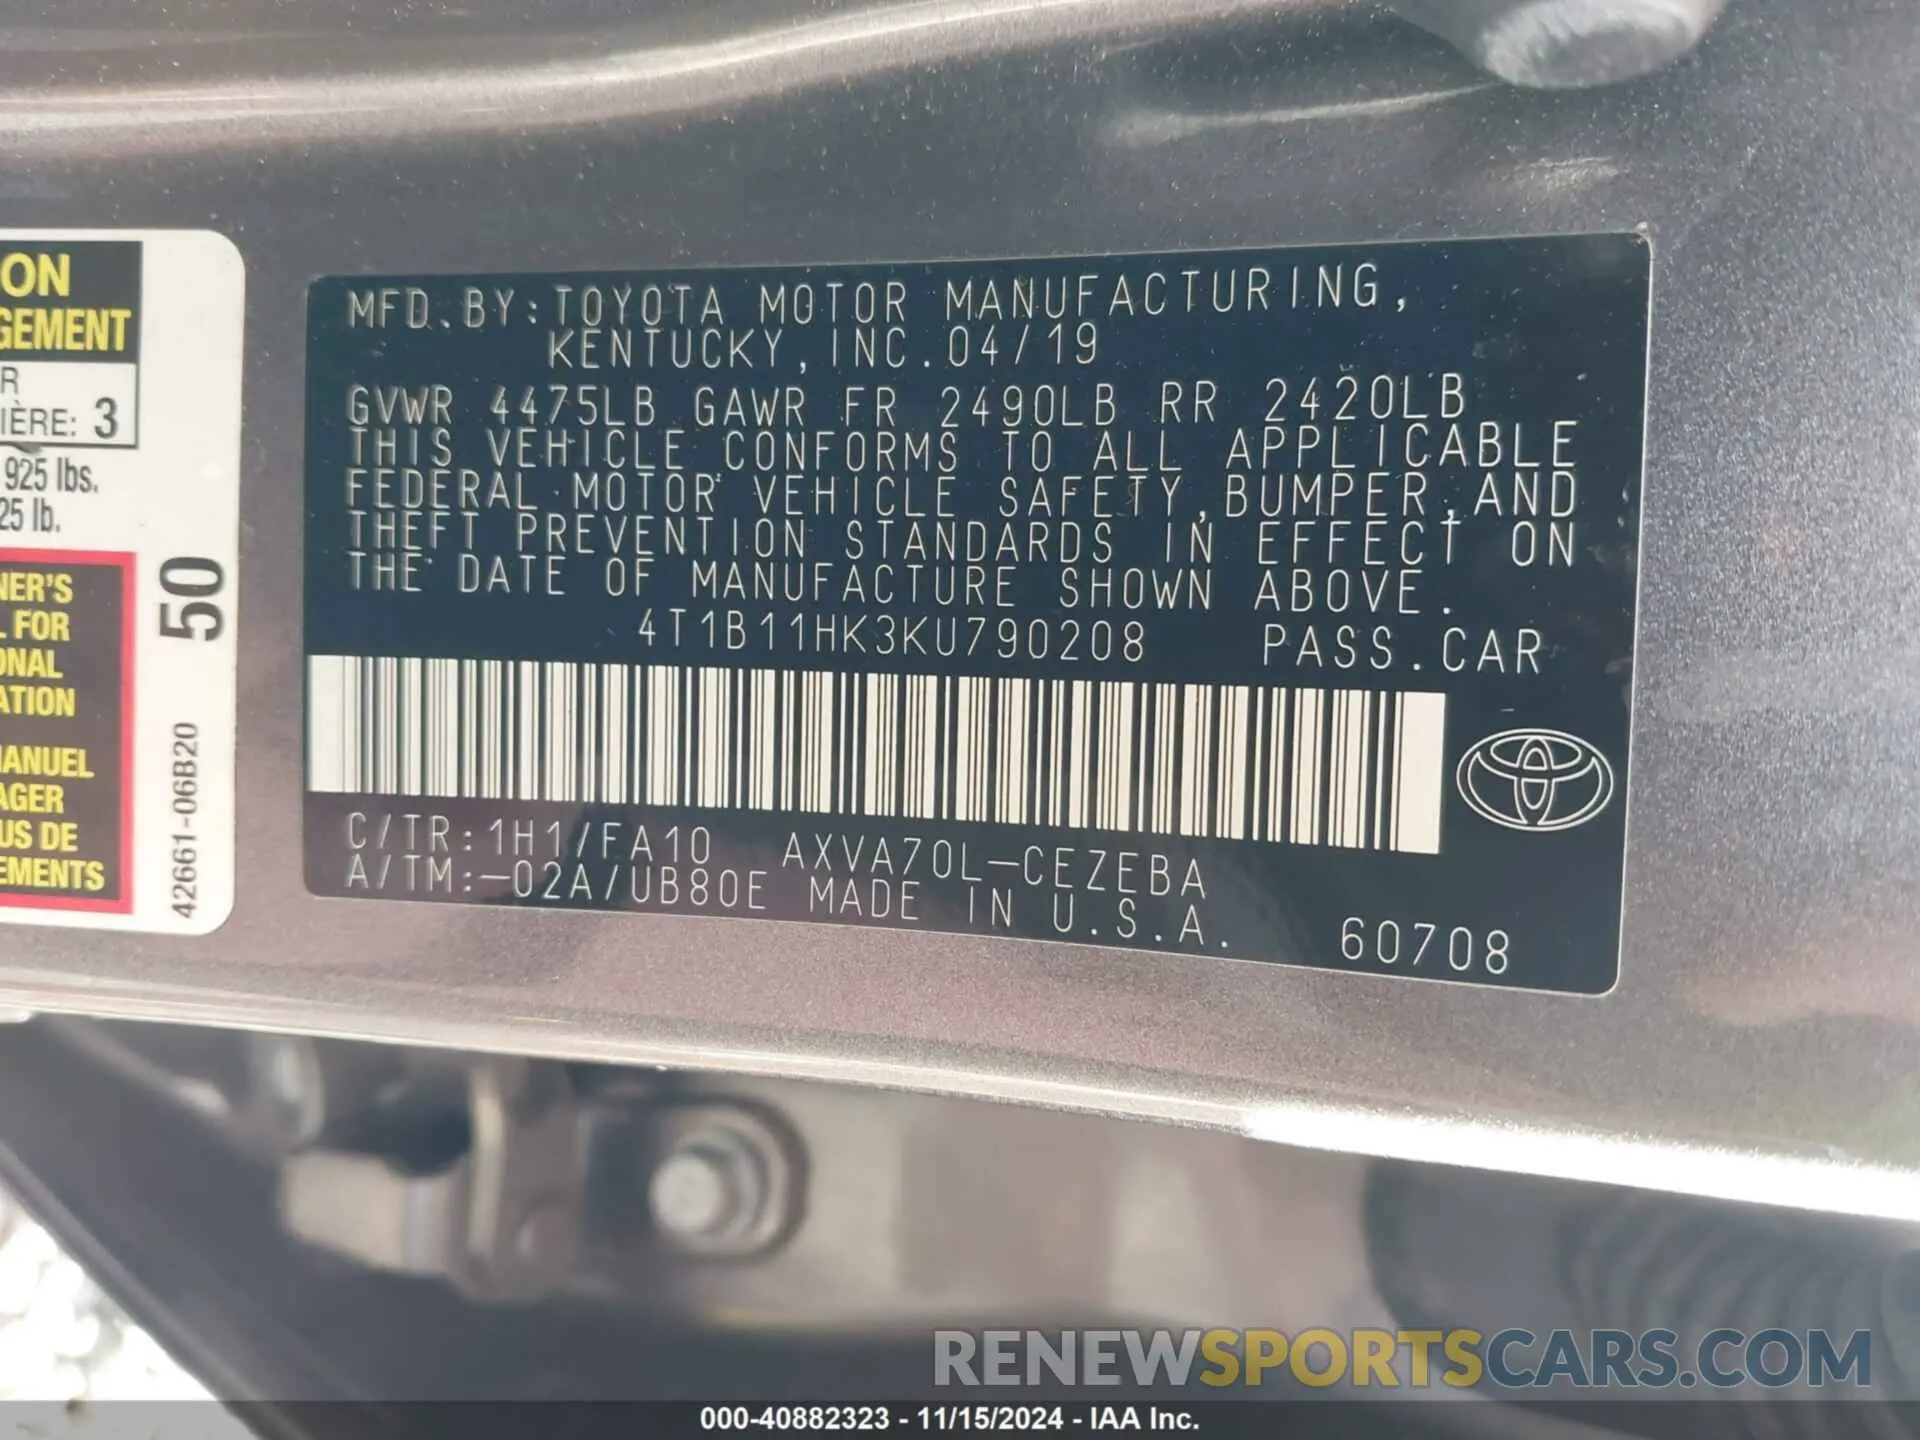 ON
GEMENT
R
IÈRE: 3
925 lbs.
25 lb.
NER'S
L FOR
ONAL
ATION
MANUEL
AGER
US DE
EMENTS
50
42661-06B20
MFD.BY:TOYOTA MOTOR MANUFACTURING,
KENTUCKY,INC.04/19
GVWR 4475LB GAWR FR 2490LB RR 2420LB
THIS VEHICLE CONFORMS TO ALL APPLICABLE
FEDERAL MOTOR VEHICLE SAFETY,BUMPER,AND
THEFT PREVENTION STANDARDS IN EFFECT ON
THE DATE OF MANUFACTURE SHOWN ABOVE.
4T1B11HK3KU790208 PASS.CAR
C/TR:1H1/FA10 AXVA70L-CEZEBA
A/TM:-02A/UB80E MADE IN U.S.A.
60708
RENEWSPORTSCARS.COM
000-40882323 - 11/15/2024 - IAA Inc.